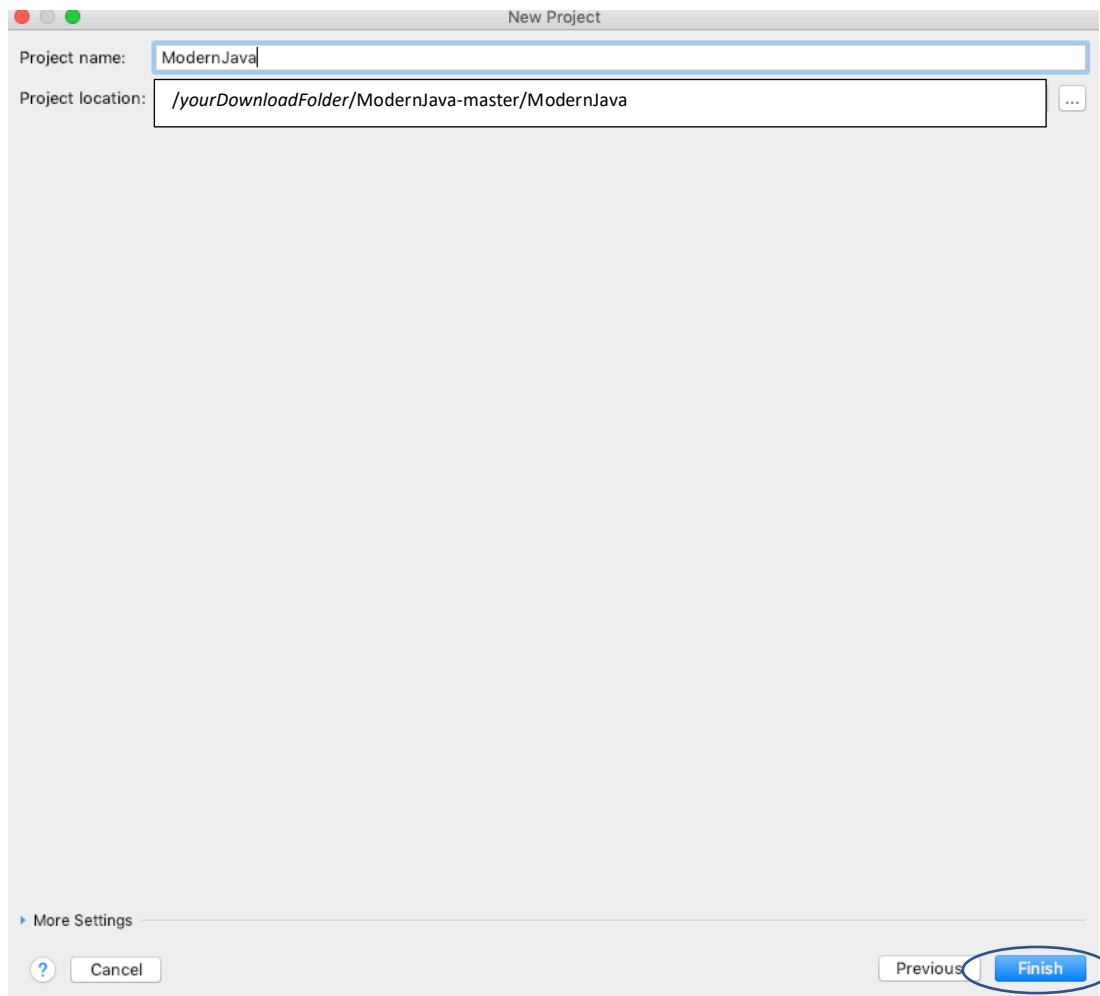 New Project
Project name: ModernJava
Project location: /yourDownloadFolder/ModernJava-master/ModernJava ...
More Settings
? Cancel Previous Finish